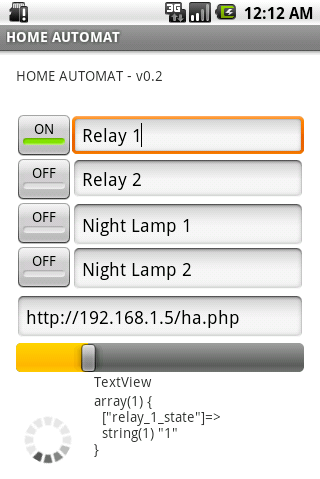 3G 12:12 AM
HOME AUTOMAT
HOME AUTOMAT - v0.2
ON Relay 1
OFF Relay 2
OFF Night Lamp 1
OFF Night Lamp 2
http://192.168.1.5/ha.php
TextView
array(1) {
["relay_1_state"]=>
string(1) "1"
}